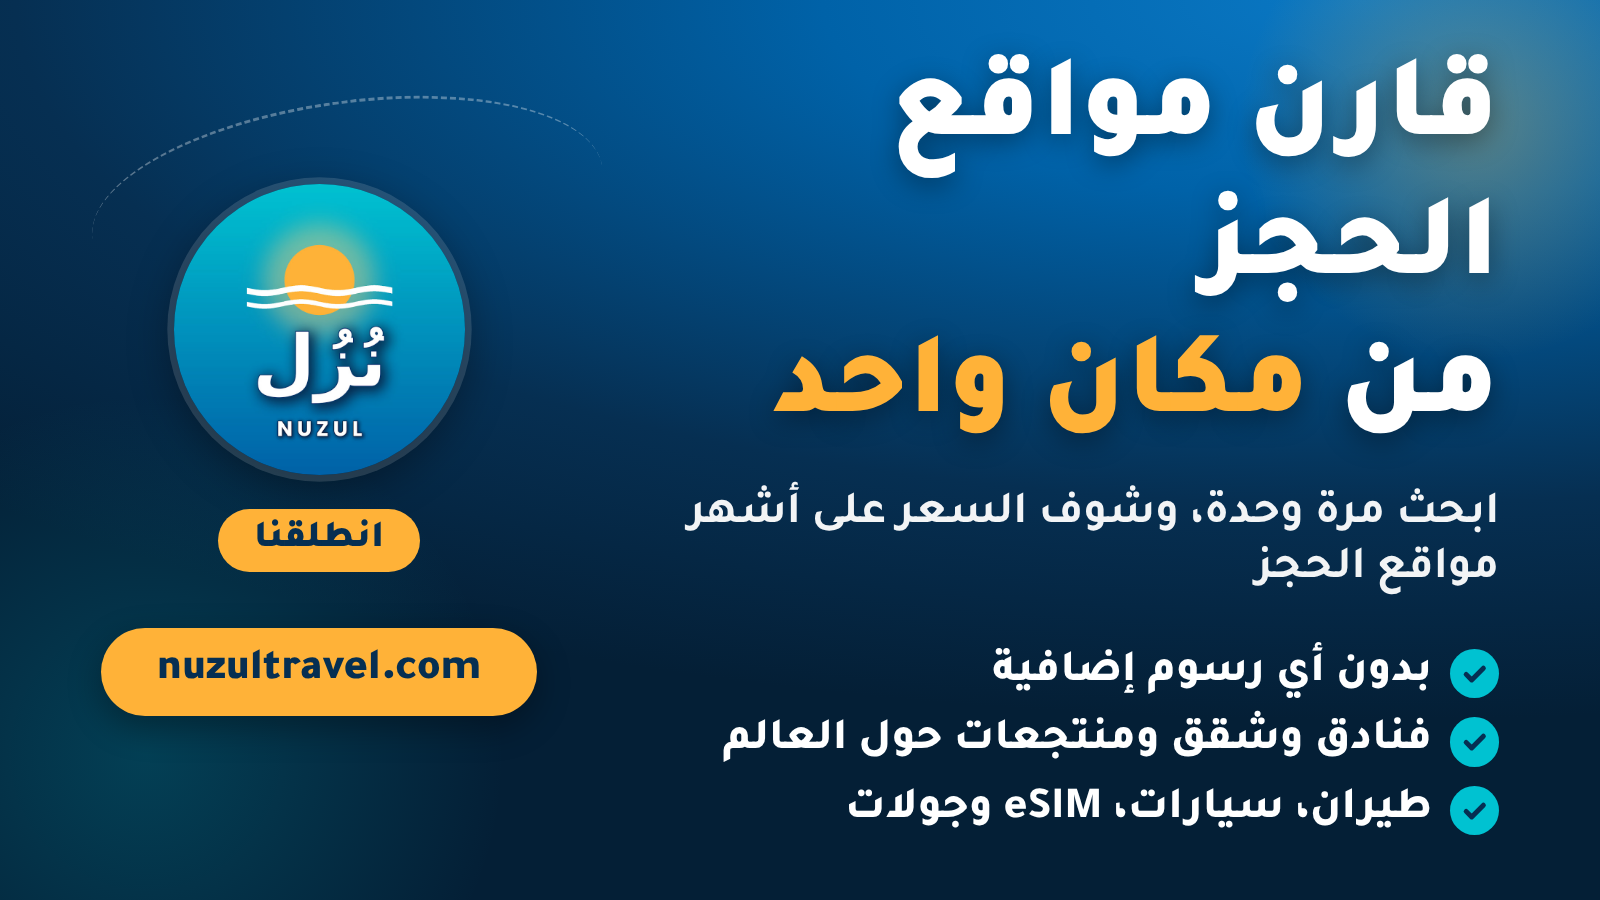 قارن مواقع
الحجز
من مكان واحد
ابحث مرة وحدة، وشوف السعر على أشهر
مواقع الحجز
بدون أي رسوم إضافية
فنادق وشقق ومنتجعات حول العالم
طيران، سيارات، eSIM وجولات
نُزُل
NUZUL
انطلقنا
nuzultravel.com